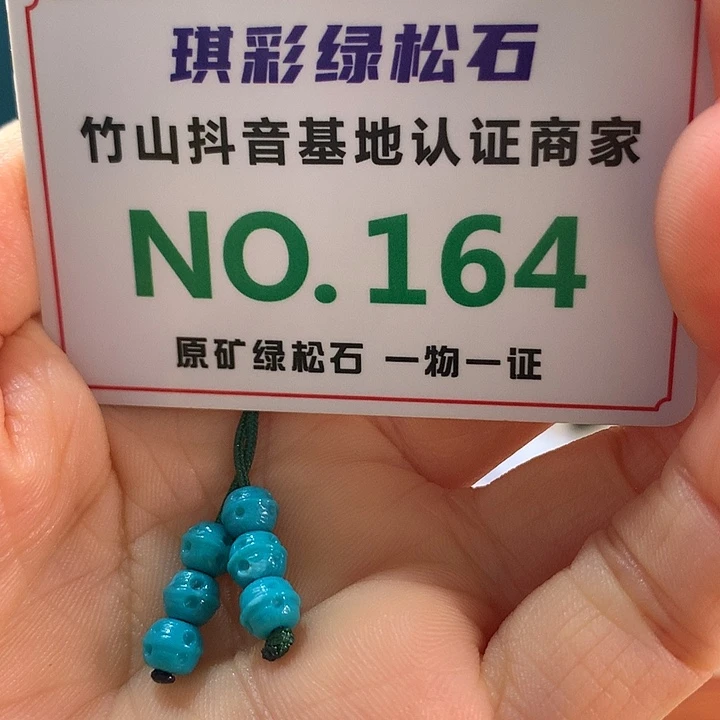 琪彩绿松石
竹山抖音基地认证商家
NO.164
原矿绿松石 一物一证